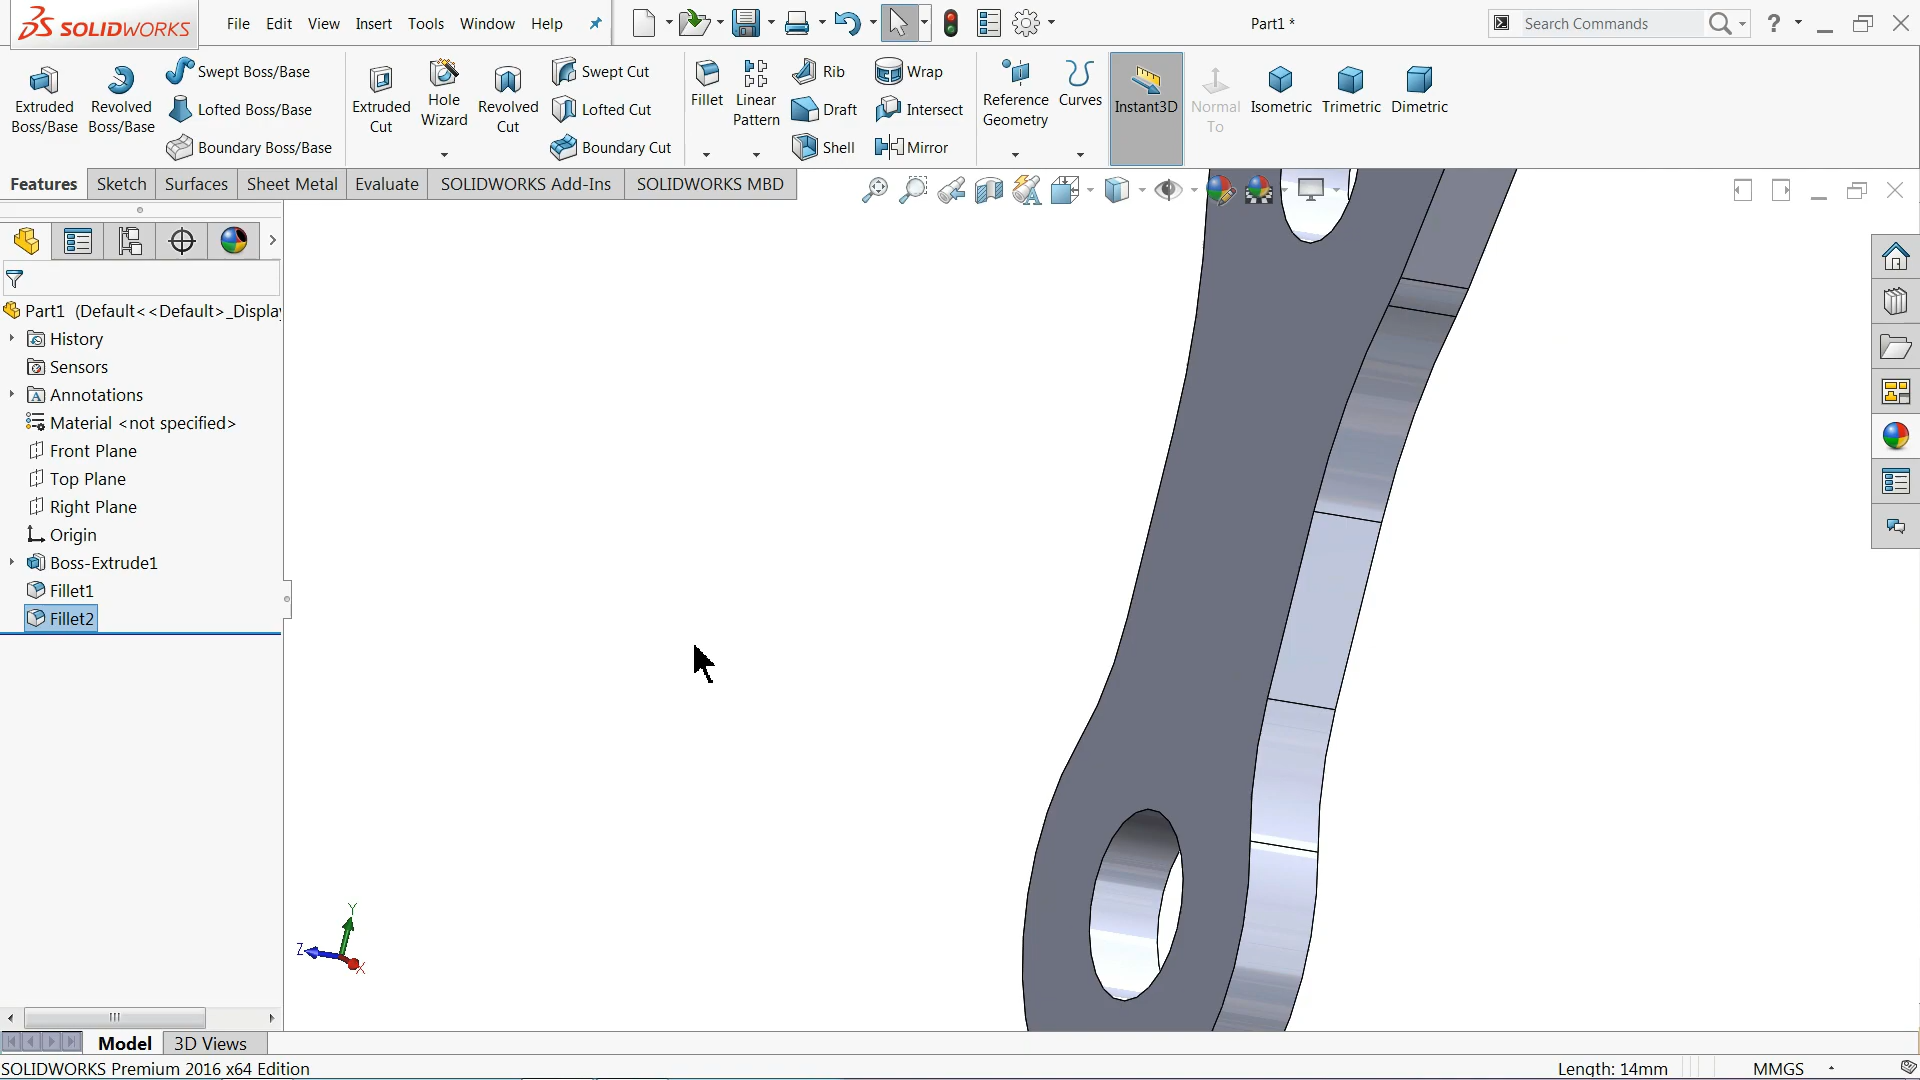 SOLIDWORKS File Edit View Insert Tools Window Help Part1 * Search Commands ?
Extruded Boss/Base
Revolved Boss/Base
Swept Boss/Base
Lofted Boss/Base
Boundary Boss/Base
Extruded Cut
Hole Wizard
Revolved Cut
Swept Cut
Lofted Cut
Boundary Cut
Fillet
Linear Pattern
Rib
Draft
Shell
Wrap
Intersect
Mirror
Reference Geometry
Curves
Instant3D
Normal To
Isometric
Trimetric
Dimetric
Features Sketch Surfaces Sheet Metal Evaluate SOLIDWORKS Add-Ins SOLIDWORKS MBD
Part1 (Default<<Default>_Displa
History
Sensors
Annotations
Material <not specified>
Front Plane
Top Plane
Right Plane
Origin
Boss-Extrude1
Fillet1
Fillet2
Y
Z
X
Model 3D Views
SOLIDWORKS Premium 2016 x64 Edition Length: 14mm MMGS